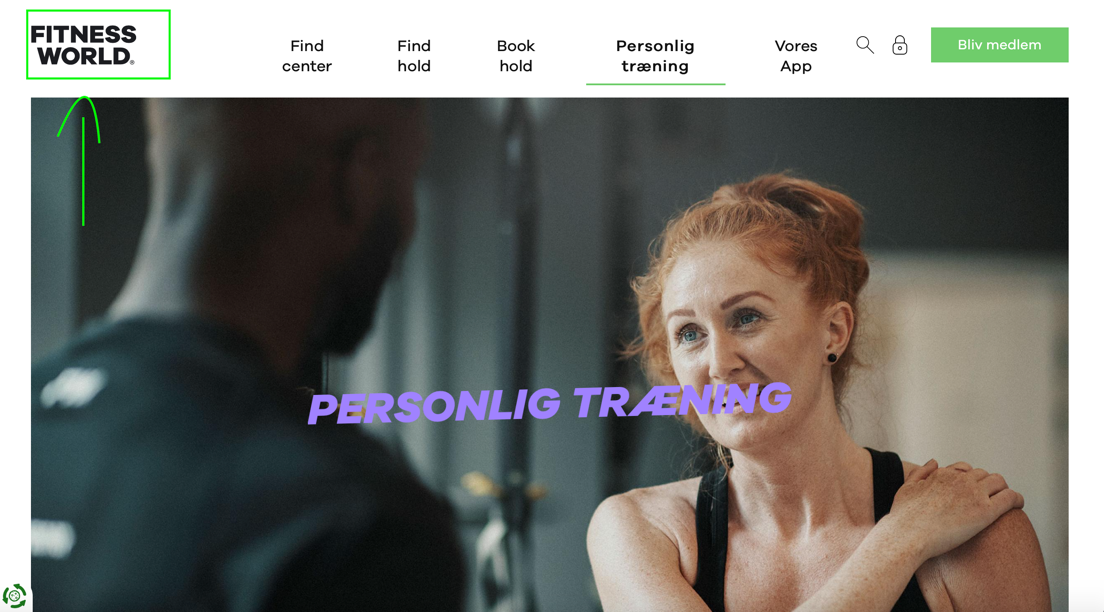 FITNESS
WORLD®
Find
center
Find
hold
Book
hold
Personlig
træning
Vores
App
Bliv medlem
PERSONLIG TRÆNING